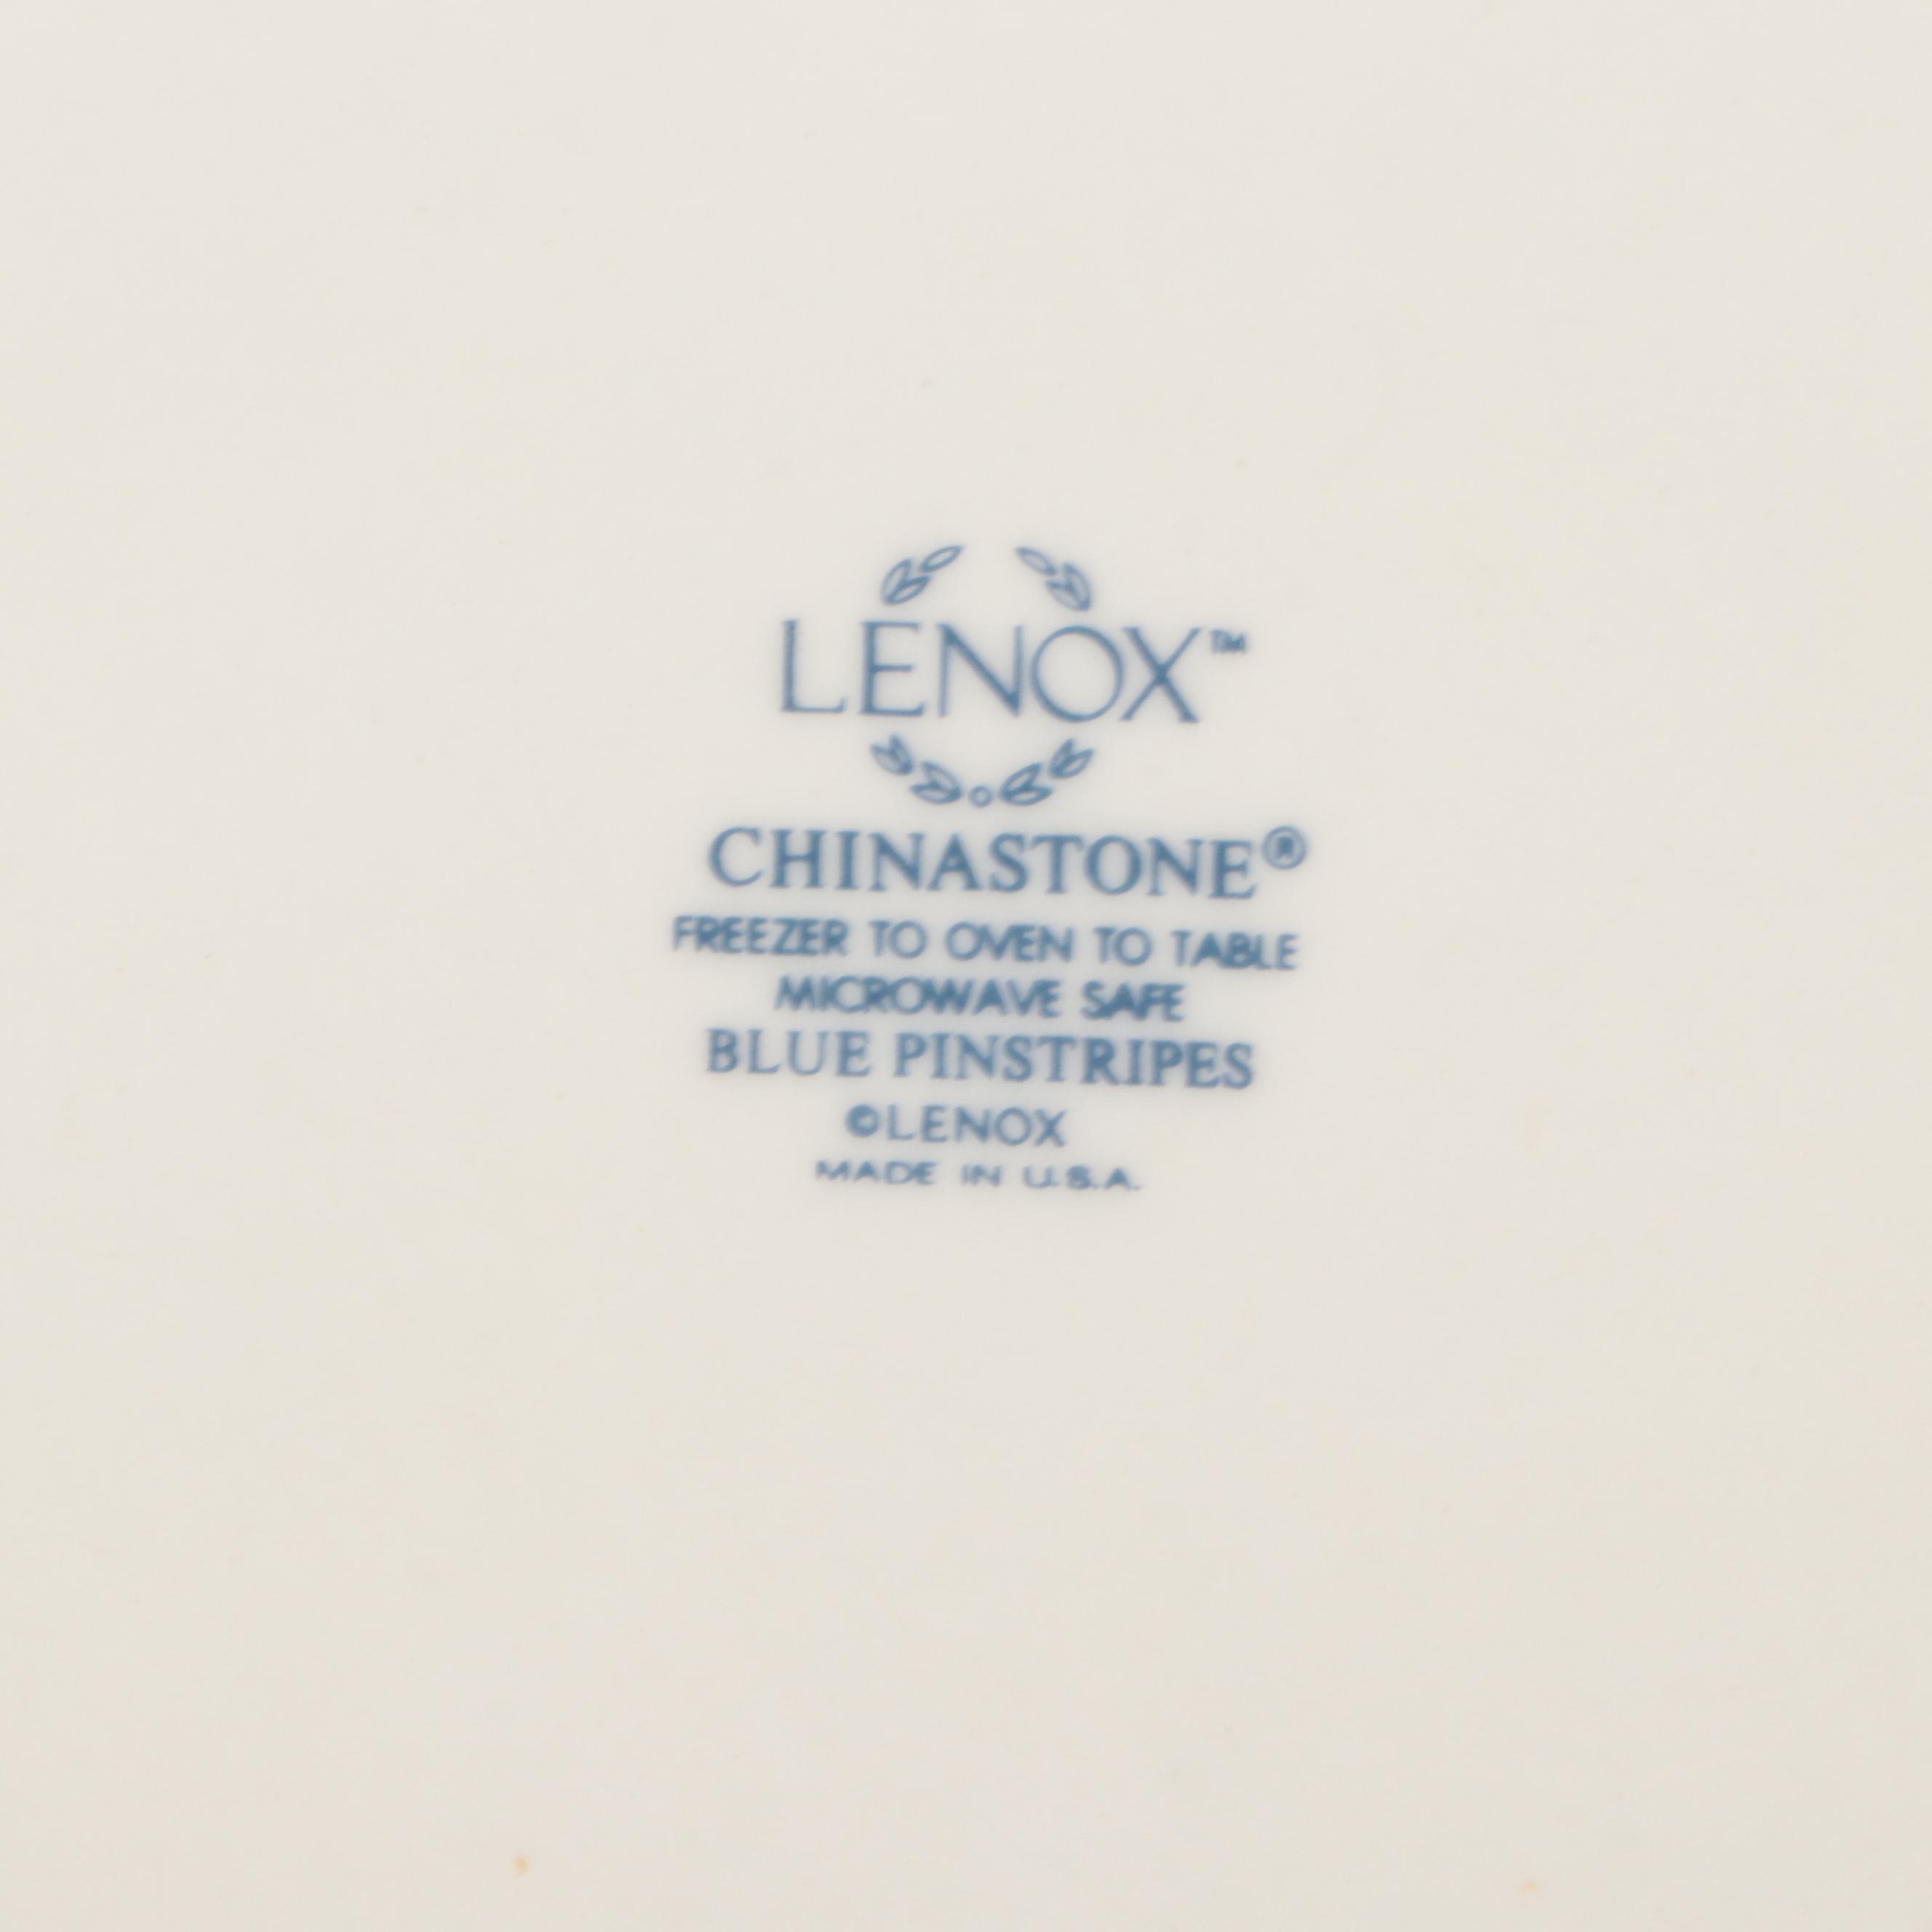 LENOX™
CHINASTONE®
FREEZER TO OVEN TO TABLE
MICROWAVE SAFE
BLUE PINSTRIPES
©LENOX
MADE IN U.S.A.